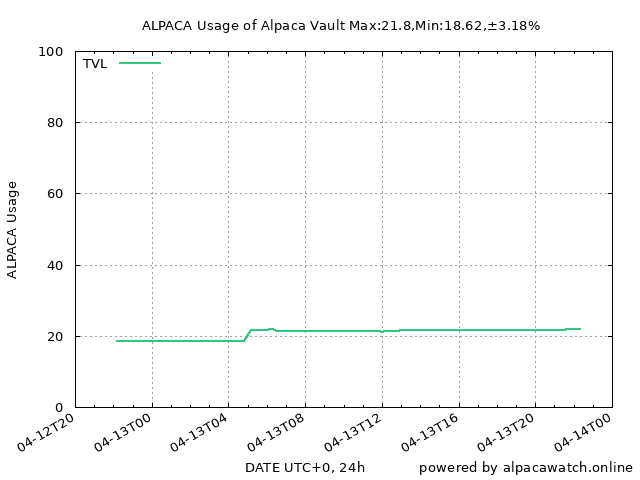 ALPACA Usage of Alpaca Vault Max:21.8,Min:18.62,±3.18%
100
TVL
80
60
ALPACA Usage
40
20
0
04-12T20 04-13T00 04-13T04 04-13T08 04-13T12 04-13T16 04-13T20 04-14T00
DATE UTC+0, 24h powered by alpacawatch.online